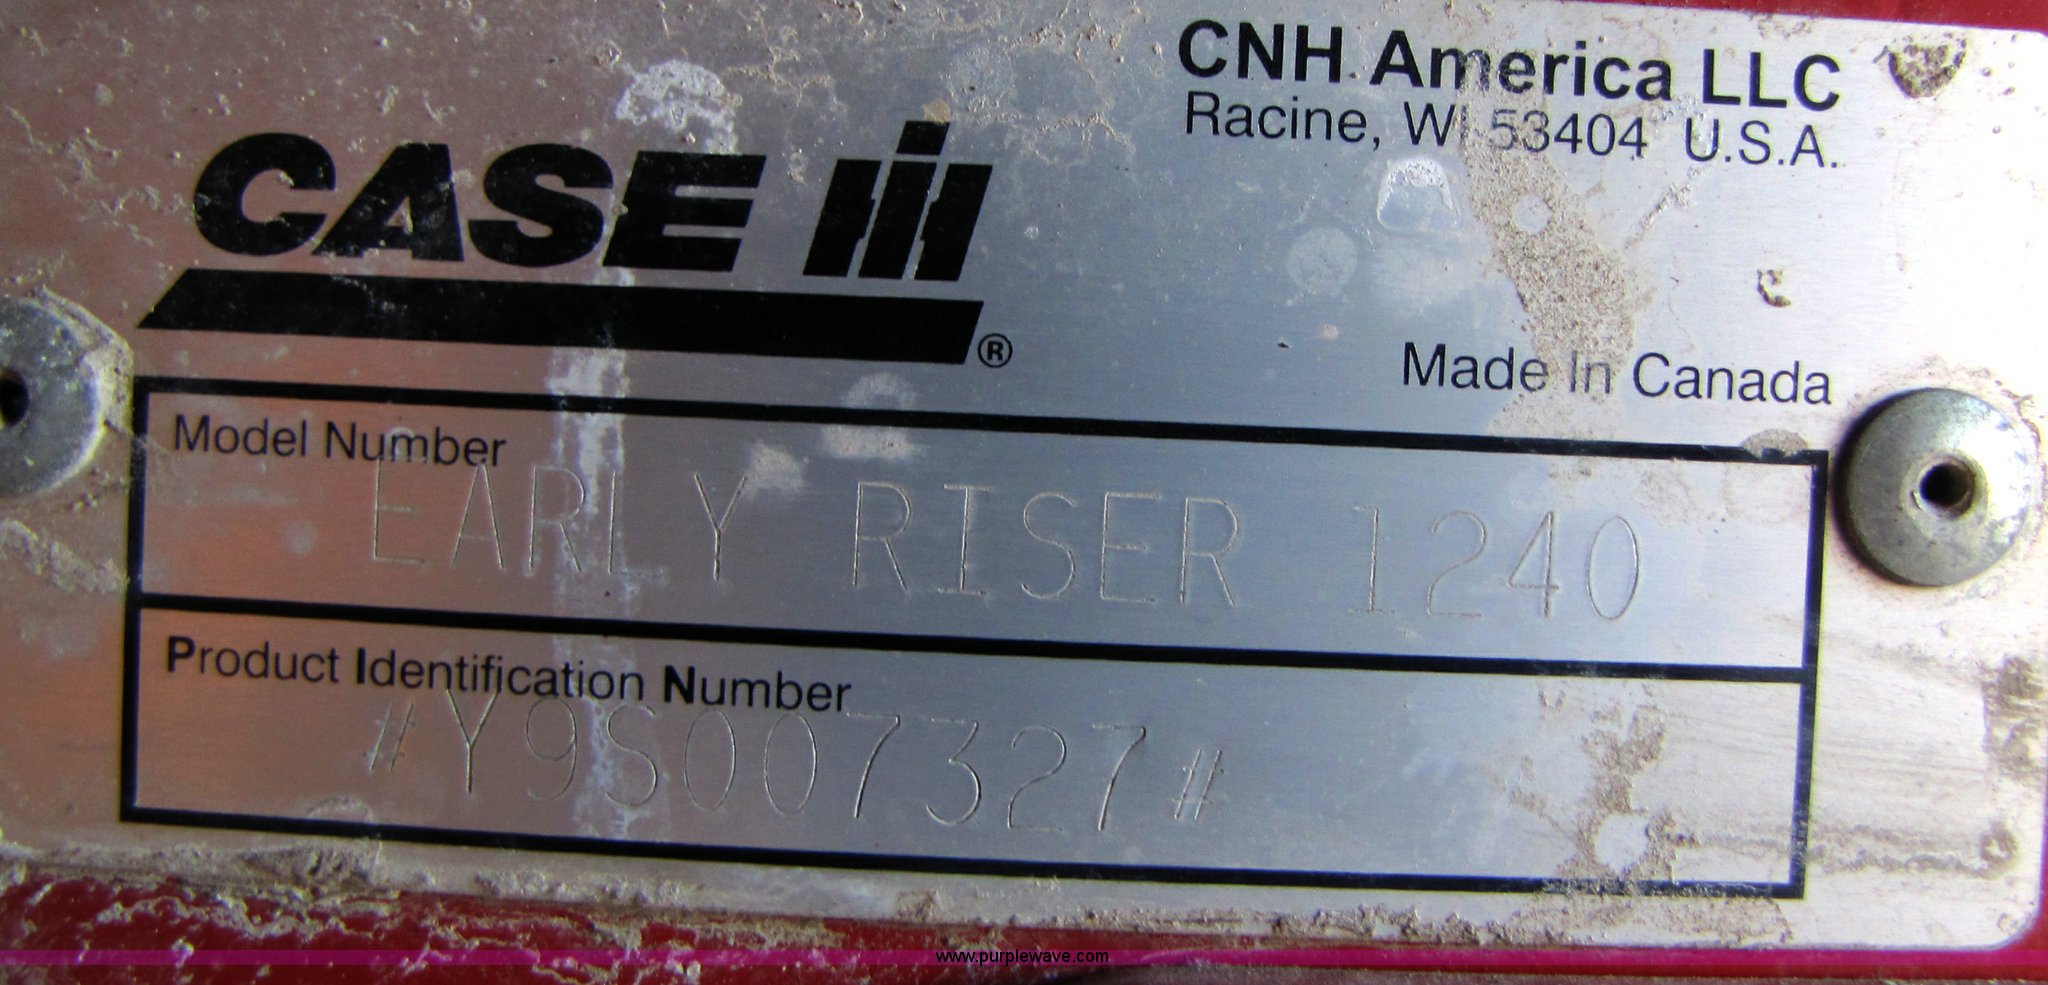 CNH America LLC
Racine, WI 53404 U.S.A.
CASE IH
®
Made In Canada
Model Number
EARLY RISER 1240
Product Identification Number
#Y9S007327#
www.purplewave.com